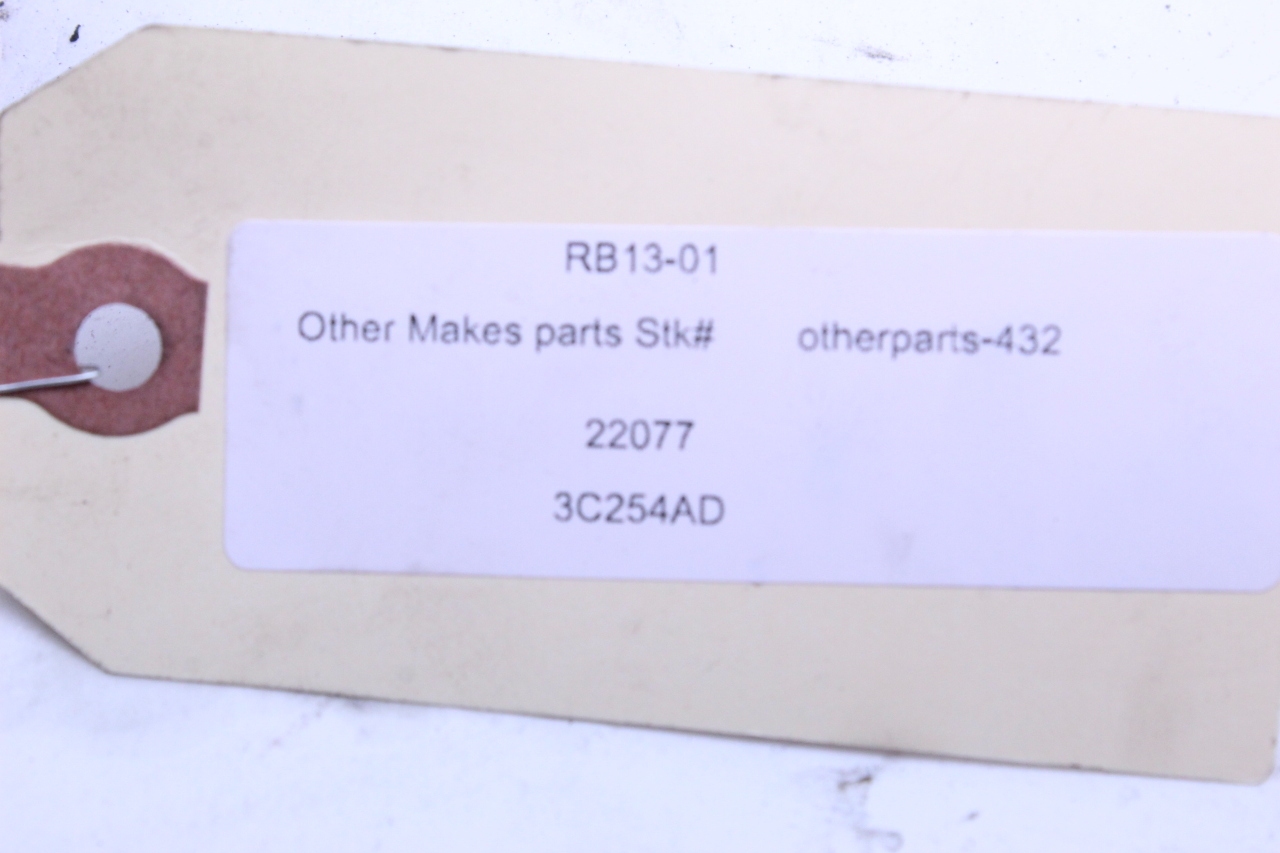 RB13-01
Other Makes parts Stk# otherparts-432
22077
3C254AD